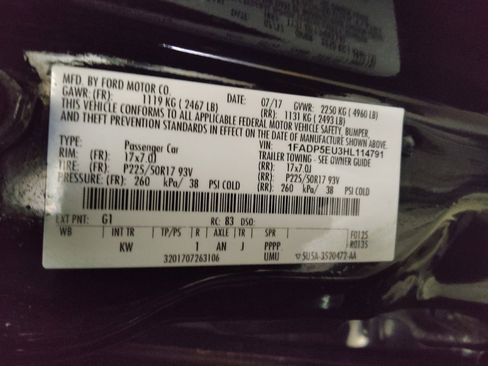 MFD. BY FORD MOTOR CO.
DATE: 07/17 GVWR: 2250 KG ( 4960 LB)
GAWR: (FR): 1119 KG ( 2467 LB) (RR): 1131 KG ( 2493 LB)
THIS VEHICLE CONFORMS TO ALL APPLICABLE FEDERAL MOTOR VEHICLE SAFETY, BUMPER,
AND THEFT PREVENTION STANDARDS IN EFFECT ON THE DATE OF MANUFACTURE SHOWN ABOVE.
VIN: 1FADP5EU3HL114791
TYPE: Passenger Car TRAILER TOWING - SEE OWNER GUIDE
RIM: (FR): 17x7.0J (RR): 17x7.0J
TIRE SIZE: (FR): P225/50R17 93V (RR): P225/50R17 93V
PRESSURE: (FR): 260 kPa/ 38 PSI COLD (RR): 260 kPa/ 38 PSI COLD
EXT PNT: G1 RC: 83 DSO:
WB INT TR TP/PS R AXLE TR SPR F0125
KW 1 AN J PPPP R0135
3201707263106 UMU ▽5U5A-3520472-AA